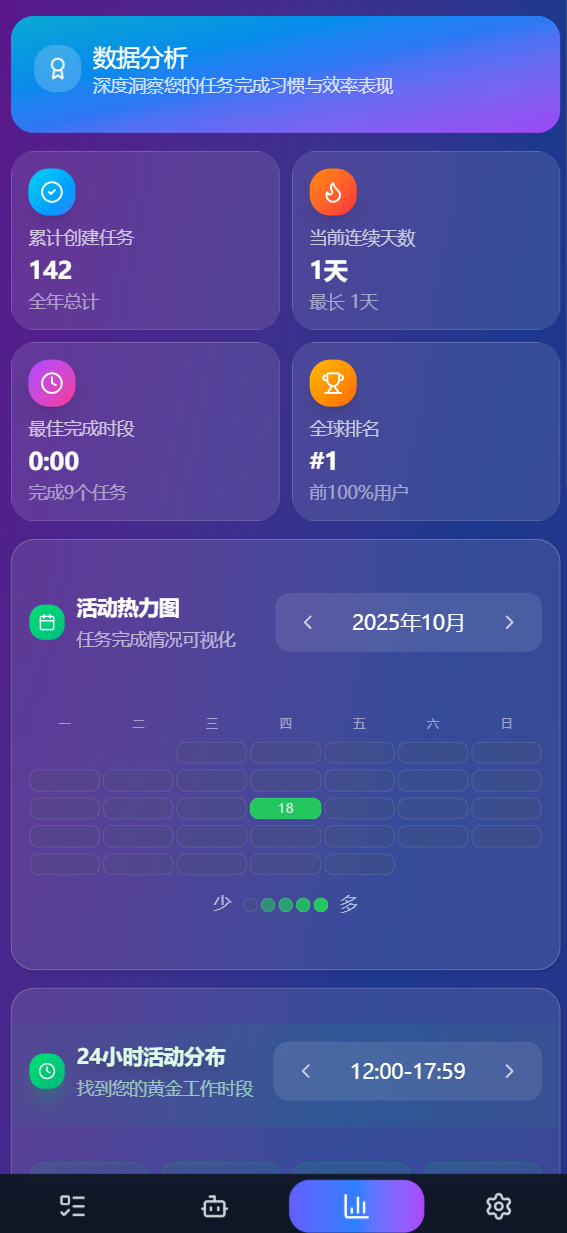 数据分析
深度洞察您的任务完成习惯与效率表现
累计创建任务
142
全年总计
当前连续天数
1天
最长 1天
最佳完成时段
0:00
完成9个任务
全球排名
#1
前100%用户
活动热力图
任务完成情况可视化
2025年10月
一 二 三 四 五 六 日
18
少 多
24小时活动分布
找到您的黄金工作时段
12:00-17:59